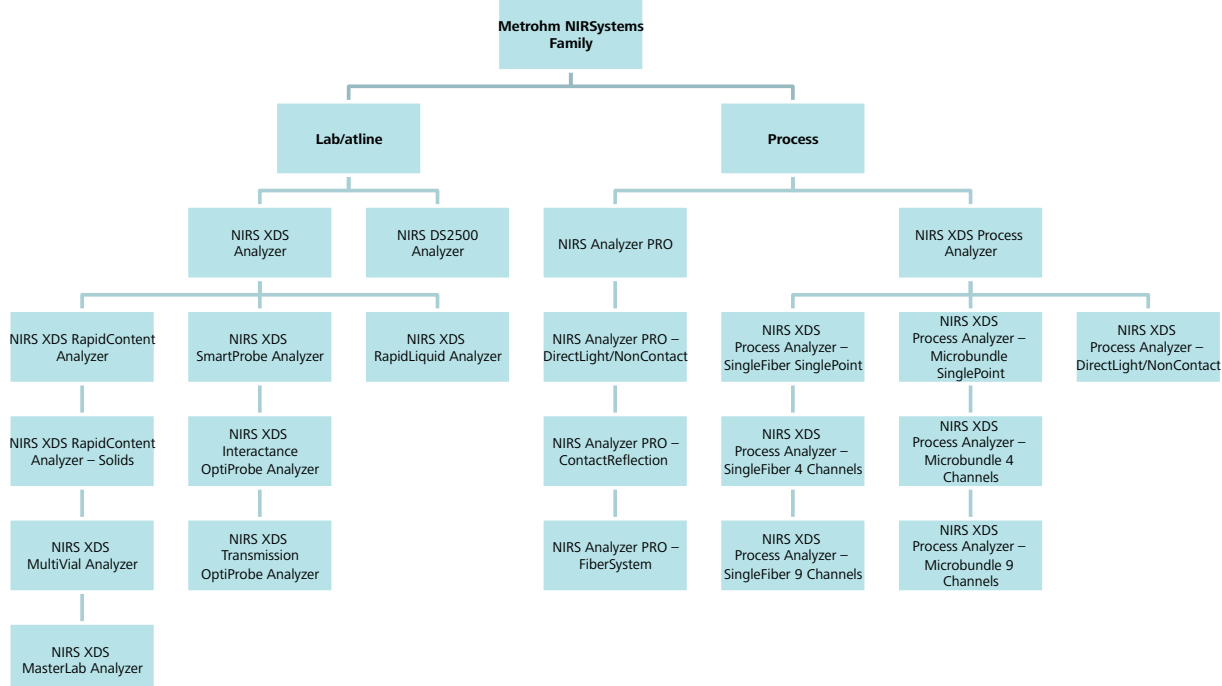 Metrohm NIRSystems
Family
Lab/atline
Process
NIRS XDS
Analyzer
NIRS DS2500
Analyzer
NIRS Analyzer PRO
NIRS XDS Process
Analyzer
NIRS XDS RapidContent
Analyzer
NIRS XDS
SmartProbe Analyzer
NIRS XDS
RapidLiquid Analyzer
NIRS Analyzer PRO –
DirectLight/NonContact
NIRS XDS
Process Analyzer –
SingleFiber SinglePoint
NIRS XDS
Process Analyzer –
Microbundle
SinglePoint
NIRS XDS
Process Analyzer –
DirectLight/NonContact
NIRS XDS RapidContent
Analyzer – Solids
NIRS XDS
Interactance
OptiProbe Analyzer
NIRS Analyzer PRO –
ContactReflection
NIRS XDS
Process Analyzer –
SingleFiber 4 Channels
NIRS XDS
Process Analyzer –
Microbundle 4
Channels
NIRS XDS
MultiVial Analyzer
NIRS XDS
Transmission
OptiProbe Analyzer
NIRS Analyzer PRO –
FiberSystem
NIRS XDS
Process Analyzer –
SingleFiber 9 Channels
NIRS XDS
Process Analyzer –
Microbundle 9
Channels
NIRS XDS
MasterLab Analyzer